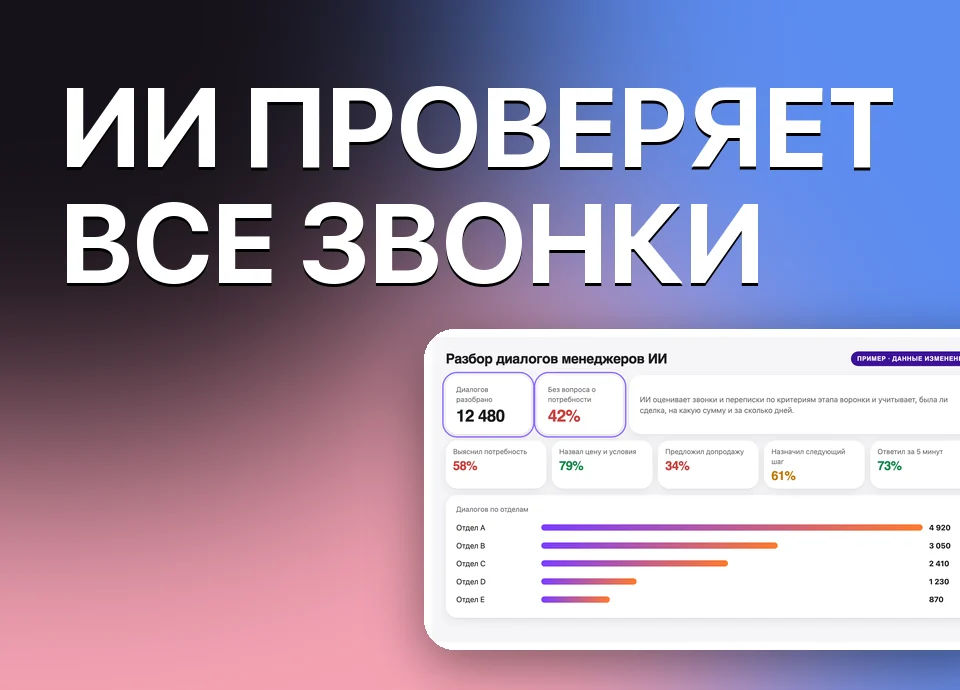 ИИ ПРОВЕРЯЕТ
ВСЕ ЗВОНКИ
Разбор диалогов менеджеров ИИ
ПРИМЕР · ДАННЫЕ ИЗМЕНЕН
Диалогов
разобрано
12 480
Без вопроса о
потребности
42%
ИИ оценивает звонки и переписки по критериям этапа воронки и учитывает, была ли
сделка, на какую сумму и за сколько дней.
Выяснил потребность
58%
Назвал цену и условия
79%
Предложил допродажу
34%
Назначил следующий
шаг
61%
Ответил за 5 минут
73%
Диалогов по отделам
Отдел A 4 920
Отдел B 3 050
Отдел C 2 410
Отдел D 1 230
Отдел E 870